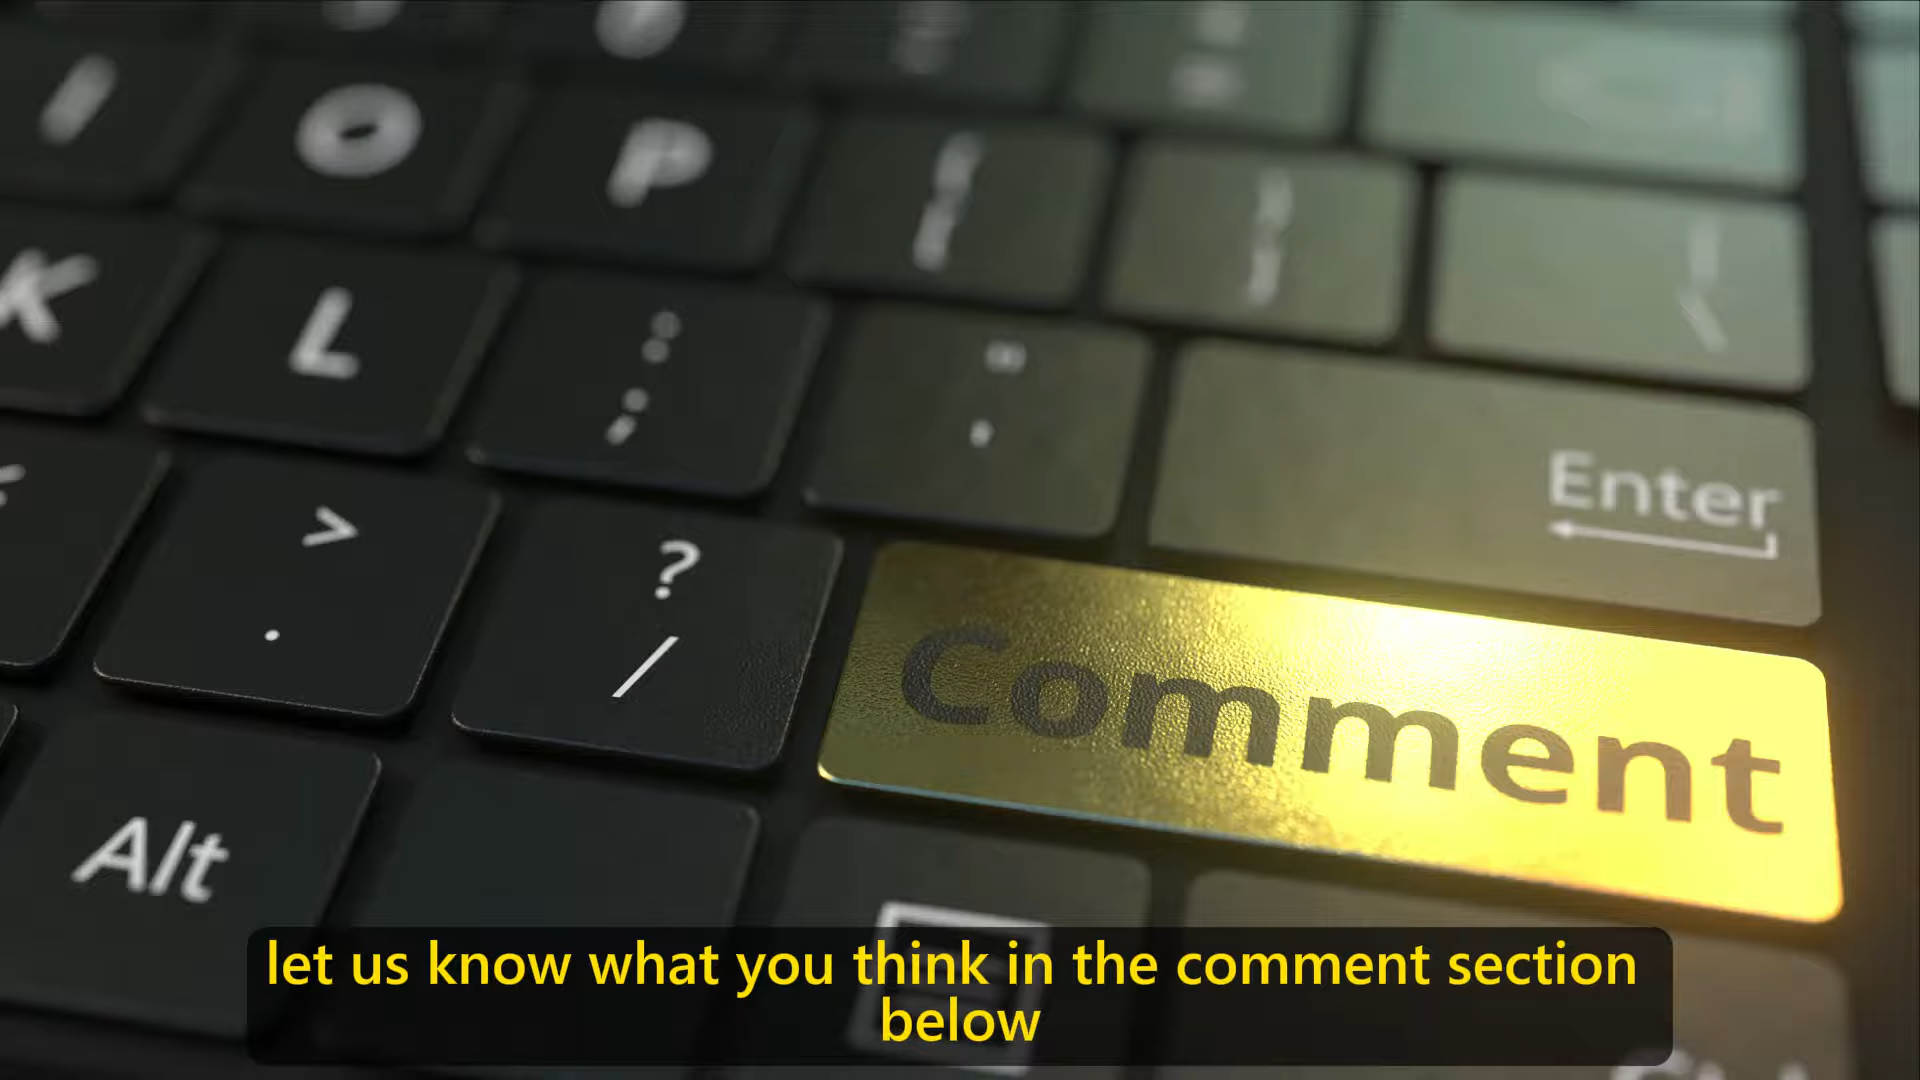 I O P
K L : ;
" '
Enter
> .
? /
Comment
Alt
let us know what you think in the comment section
below